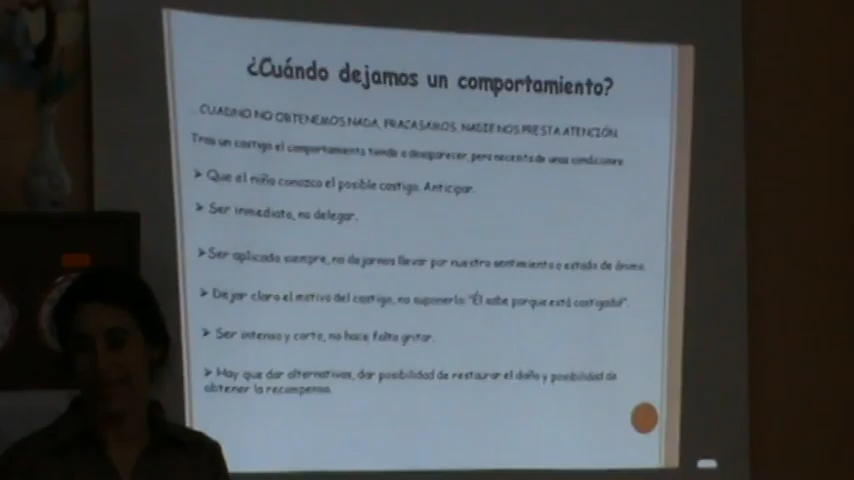 ¿Cuándo dejamos un comportamiento?
CUADNO NO OBTENEMOS NADA, FRACASAMOS, NADIE NOS PRESTA ATENCIÓN.
Tras un castigo el comportamiento tiende a desaparecer, pero necesita de unas condiciones:
➤ Que el niño conozca el posible castigo. Anticipar.
➤ Ser inmediato, no delegar.
➤ Ser aplicado siempre, no dejarnos llevar por nuestro sentimiento o estado de ánimo.
➤ Dejar claro el motivo del castigo, no suponerlo: "Él sabe porque está castigado".
➤ Ser intenso y corto, no hace falta gritar.
➤ Hay que dar alternativas, dar posibilidad de restaurar el daño y posibilidad de
obtener la recompensa.